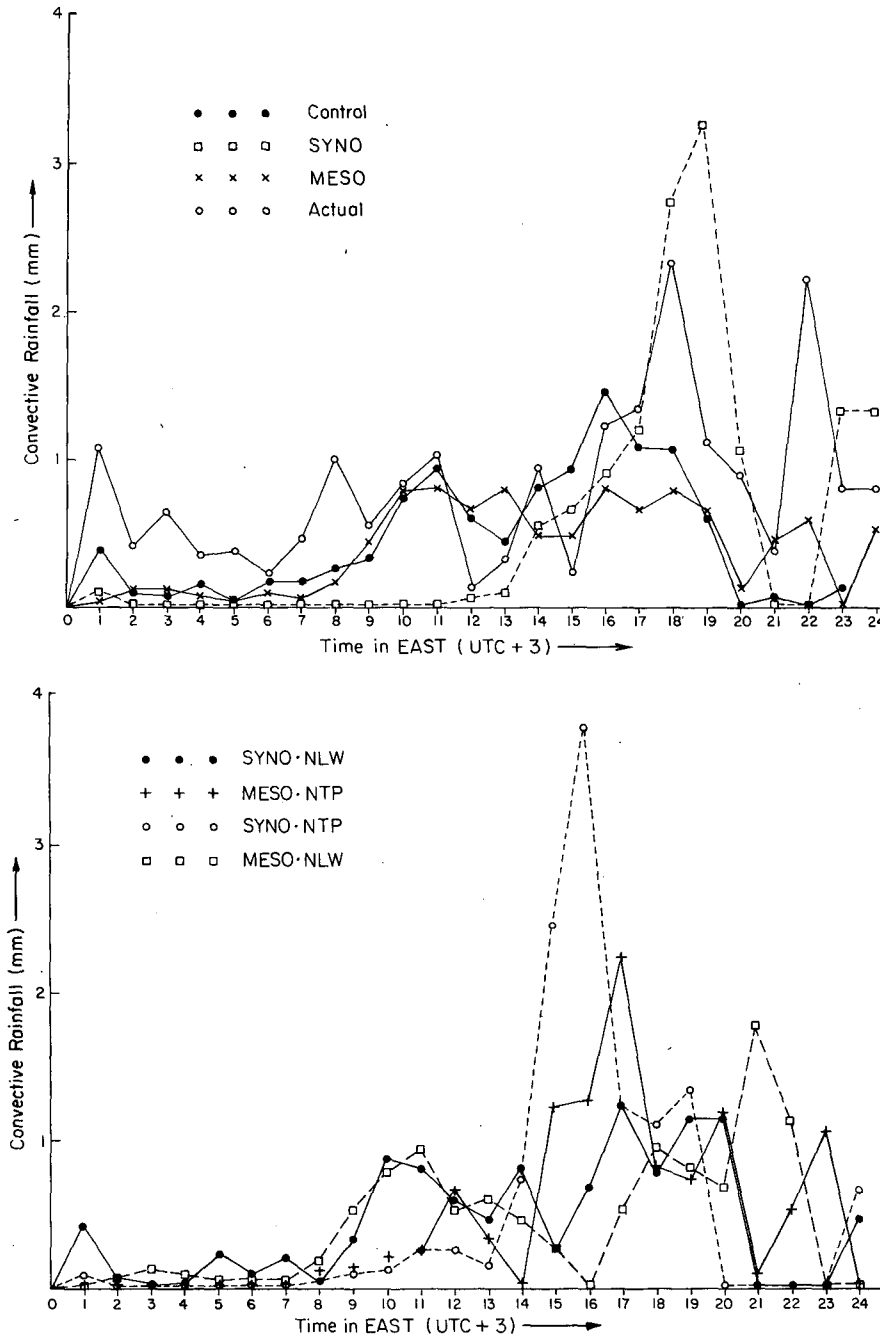 4
Control
SYNO
MESO
Actual
3
2
1
Convective Rainfall (mm)
0 1 2 3 4 5 6 7 8 9 10 11 12 13 14 15 16 17 18 19 20 21 22 23 24
Time in EAST (UTC + 3)
4
SYNO·NLW
MESO·NTP
SYNO·NTP
MESO·NLW
3
2
1
Convective Rainfall (mm)
0 1 2 3 4 5 6 7 8 9 10 11 12 13 14 15 16 17 18 19 20 21 22 23 24
Time in EAST (UTC + 3)